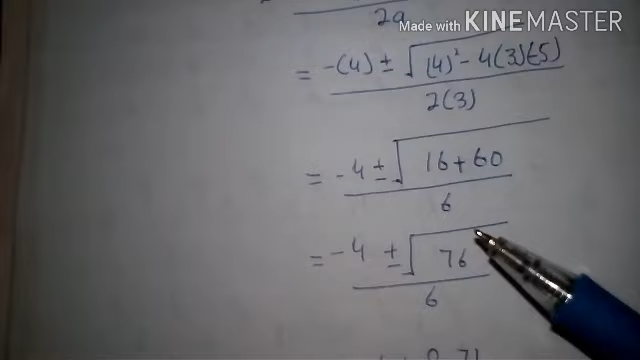 Made with KINEMASTER
2a
= -(4) ± √(4)² - 4(3)(-5)
2(3)
= -4 ± √16 + 60
6
= -4 ± √76
6